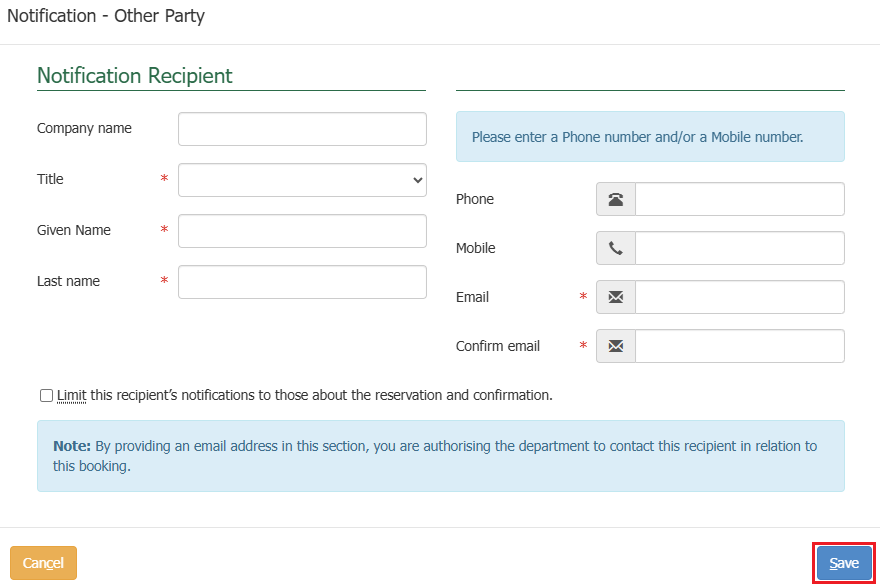 Notification - Other Party
Notification Recipient
Company name
Title *
Given Name *
Last name *
Please enter a Phone number and/or a Mobile number.
Phone
Mobile
Email *
Confirm email *
Limit this recipient’s notifications to those about the reservation and confirmation.
Note: By providing an email address in this section, you are authorising the department to contact this recipient in relation to
this booking.
Cancel
Save